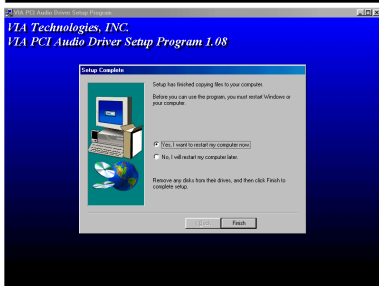 VIA PCI Audio Driver Setup Program
VIA Technologies, INC.
VIA PCI Audio Driver Setup Program 1.08
Setup Complete
Setup has finished copying files to your computer.
Before you can use the program, you must restart Windows or
your computer.
Yes, I want to restart my computer now.
No, I will restart my computer later.
Remove any disks from their drives, and then click Finish to
complete setup.
< Back
Finish